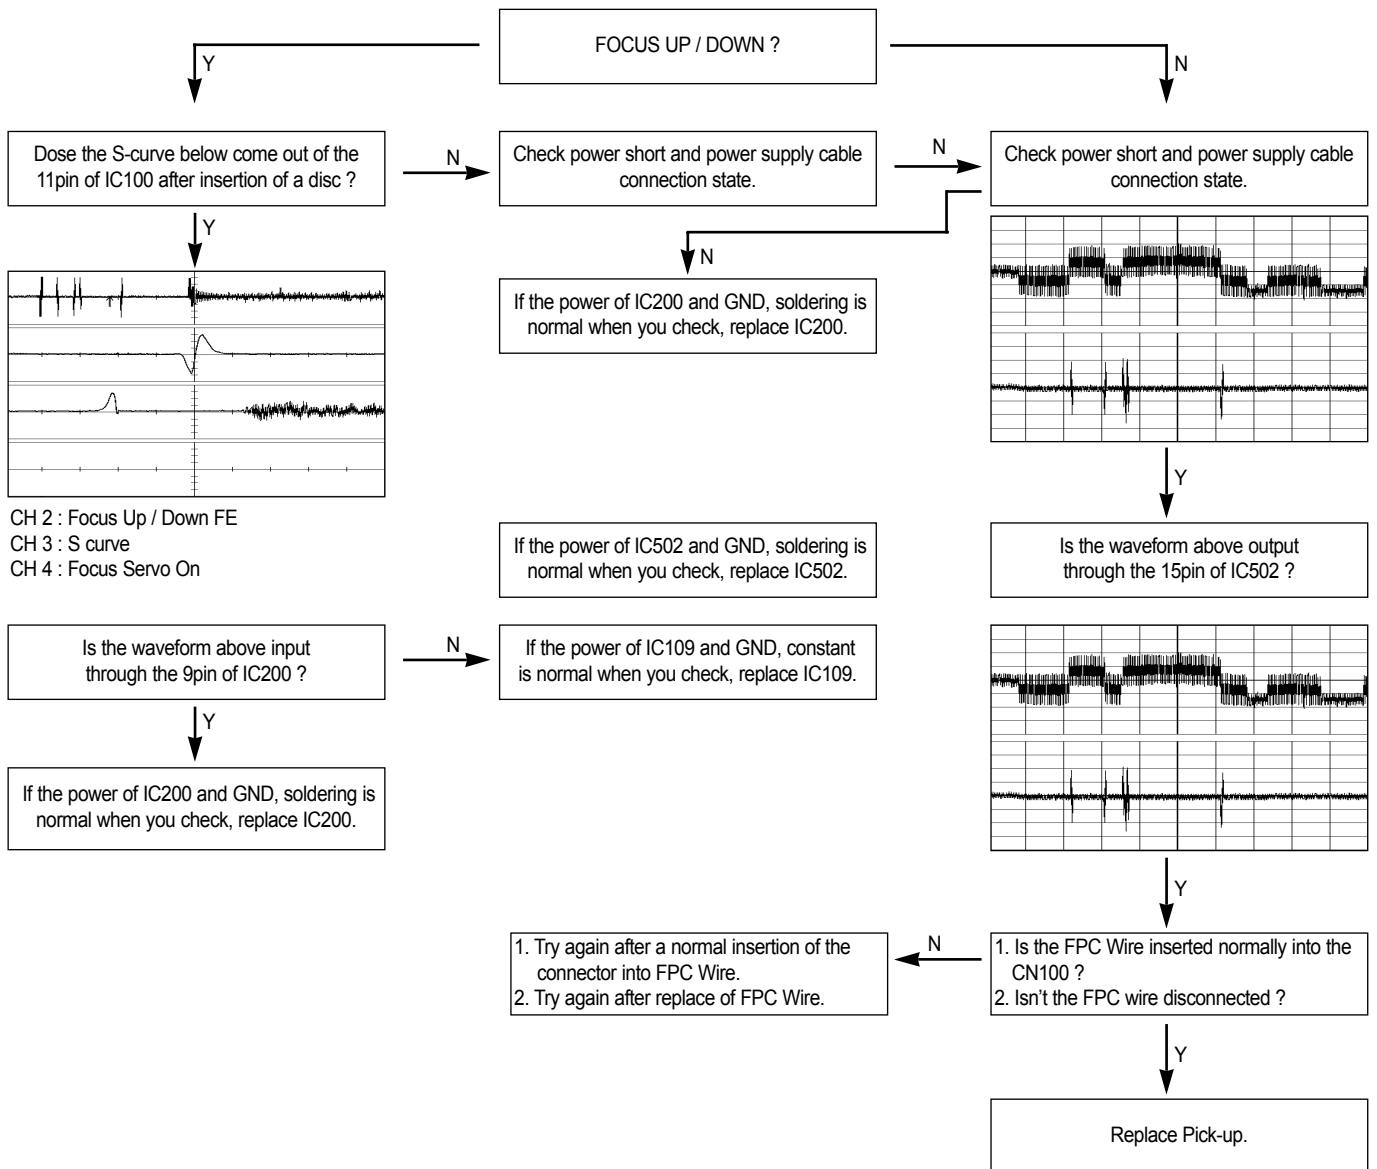 FOCUS UP / DOWN ?
Y
N
Dose the S-curve below come out of the
11pin of IC100 after insertion of a disc ?
N
Check power short and power supply cable
connection state.
N
Check power short and power supply cable
connection state.
Y
N
If the power of IC200 and GND, soldering is
normal when you check, replace IC200.
CH 2 : Focus Up / Down FE
CH 3 : S curve
CH 4 : Focus Servo On
Y
If the power of IC502 and GND, soldering is
normal when you check, replace IC502.
Is the waveform above output
through the 15pin of IC502 ?
Is the waveform above input
through the 9pin of IC200 ?
N
If the power of IC109 and GND, constant
is normal when you check, replace IC109.
Y
If the power of IC200 and GND, soldering is
normal when you check, replace IC200.
Y
1. Try again after a normal insertion of the
connector into FPC Wire.
2. Try again after replace of FPC Wire.
N
1. Is the FPC Wire inserted normally into the
CN100 ?
2. Isn't the FPC wire disconnected ?
Y
Replace Pick-up.